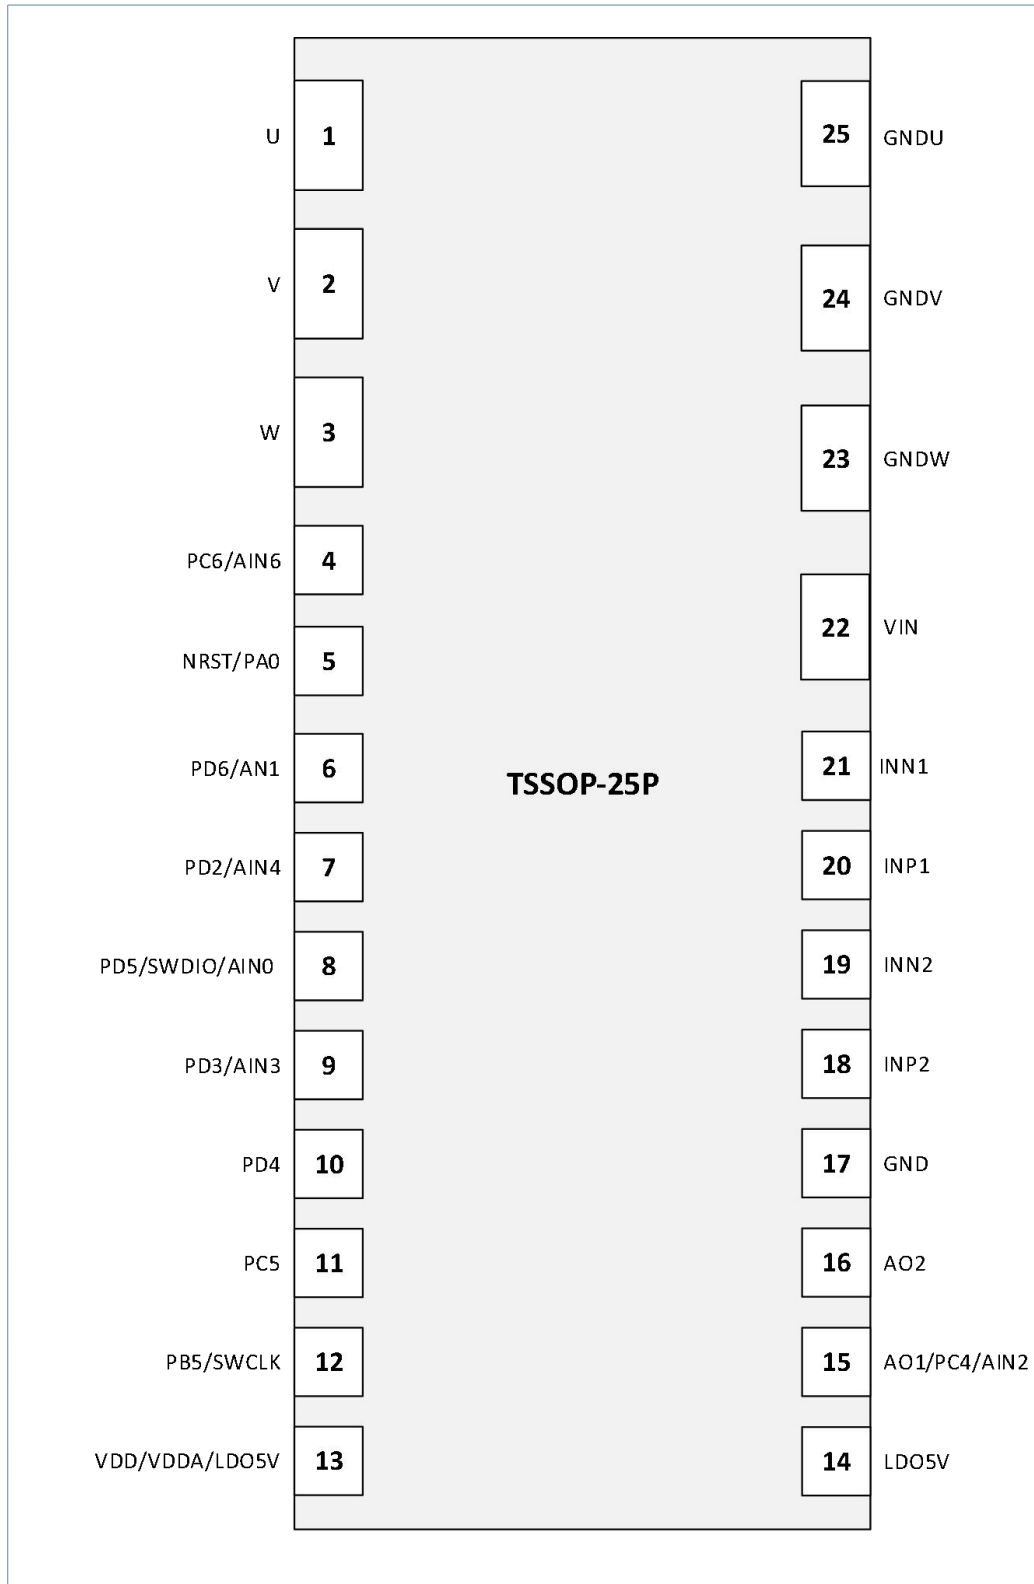 U 1 25 GNDU
V 2 24 GNDV
W 3 23 GNDW
PC6/AIN6 4
NRST/PA0 5 22 VIN
PD6/AN1 6 21 INN1
TSSOP-25P
PD2/AIN4 7 20 INP1
PD5/SWDIO/AIN0 8 19 INN2
PD3/AIN3 9 18 INP2
PD4 10 17 GND
PC5 11 16 AO2
PB5/SWCLK 12 15 AO1/PC4/AIN2
VDD/VDDA/LDO5V 13 14 LDO5V